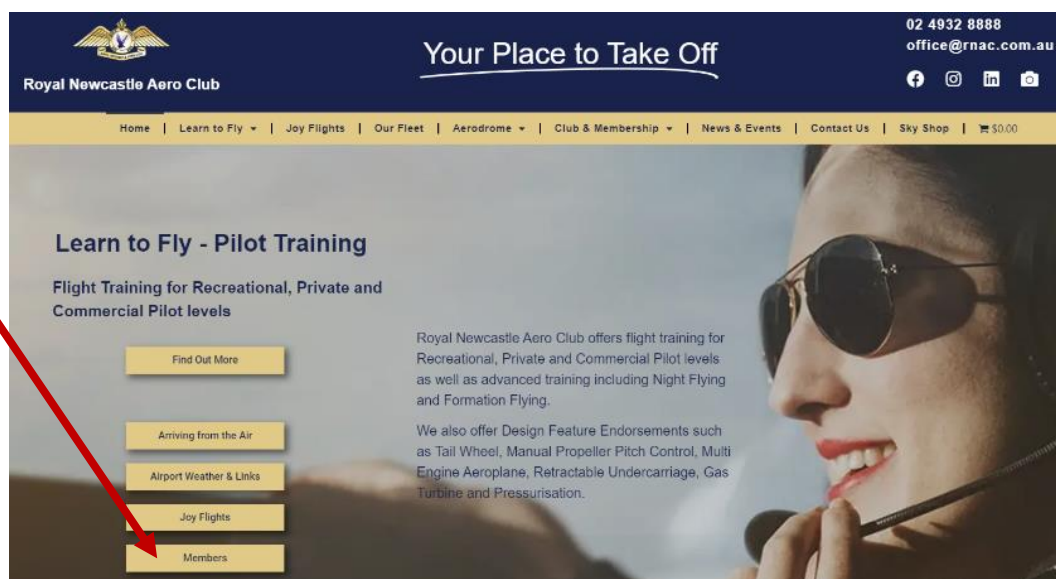 02 4932 8888
office@rnac.com.au
Your Place to Take Off
Royal Newcastle Aero Club
Home | Learn to Fly | Joy Flights | Our Fleet | Aerodrome | Club & Membership | News & Events | Contact Us | Sky Shop | $0.00
Learn to Fly - Pilot Training
Flight Training for Recreational, Private and
Commercial Pilot levels
Find Out More
Arriving from the Air
Airport Weather & Links
Joy Flights
Members
Royal Newcastle Aero Club offers flight training for
Recreational, Private and Commercial Pilot levels
as well as advanced training including Night Flying
and Formation Flying.
We also offer Design Feature Endorsements such
as Tail Wheel, Manual Propeller Pitch Control, Multi
Engine Aeroplane, Retractable Undercarriage, Gas
Turbine and Pressurisation.